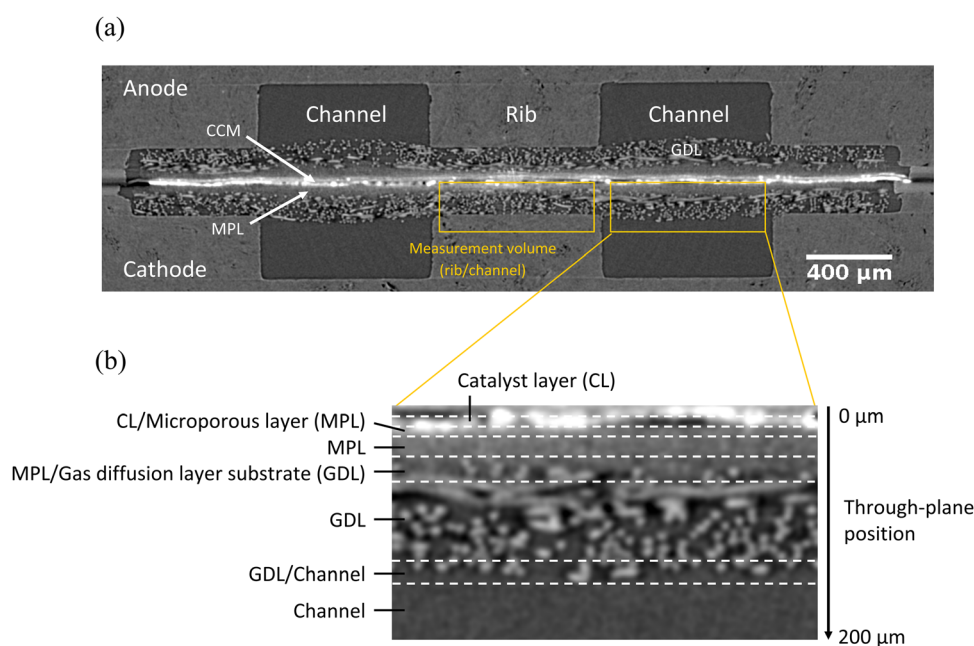 (a)
Anode
Channel
Rib
Channel
CCM
GDL
MPL
Measurement volume
(rib/channel)
Cathode
400 μm
(b)
Catalyst layer (CL)
0 μm
CL/Microporous layer (MPL)
MPL
MPL/Gas diffusion layer substrate (GDL)
Through-plane
position
GDL
GDL/Channel
Channel
200 μm